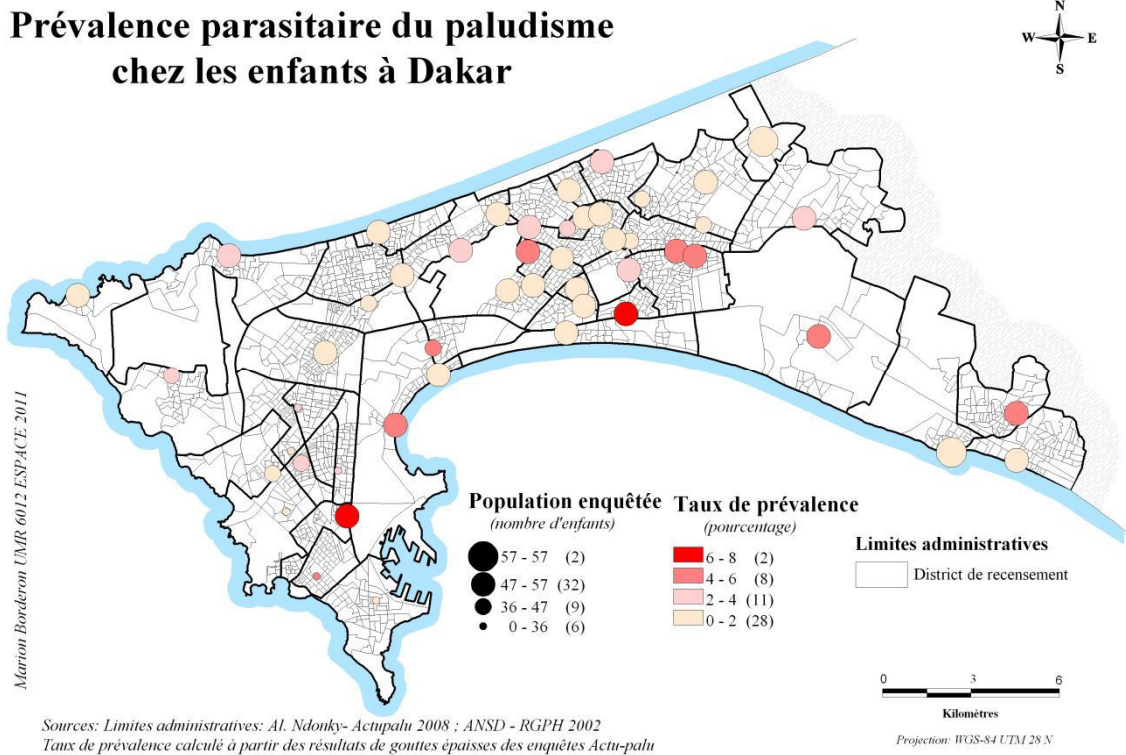 Prévalence parasitaire du paludisme
chez les enfants à Dakar
N
W E
S
Marion Borderon UMR 6012 ESPACE 2011
Population enquêtée
(nombre d'enfants)
57 - 57 (2)
47 - 57 (32)
36 - 47 (9)
0 - 36 (6)
Taux de prévalence
(pourcentage)
6 - 8 (2)
4 - 6 (8)
2 - 4 (11)
0 - 2 (28)
Limites administratives
District de recensement
0 3 6
Kilomètres
Projection: WGS-84 UTM 28 N
Sources: Limites administratives: Al. Ndonky- Actupalu 2008 ; ANSD - RGPH 2002
Taux de prévalence calculé à partir des résultats de gouttes épaisses des enquêtes Actu-palu